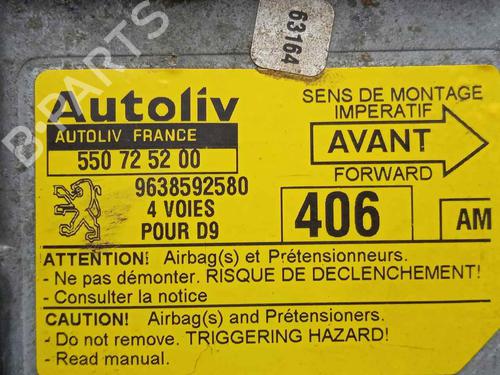 63164
Autoliv
AUTOLIV FRANCE
550 72 52 00
9638592580
4 VOIES
POUR D9
SENS DE MONTAGE
IMPERATIF
AVANT
FORWARD
406
AM
ATTENTION: Airbag(s) et Prétensionneurs.
- Ne pas démonter. RISQUE DE DECLENCHEMENT!
- Consulter la notice
CAUTION! Airbag(s) and Prétensioners.
- Do not remove. TRIGGERING HAZARD!
- Read manual.
B-PARTS